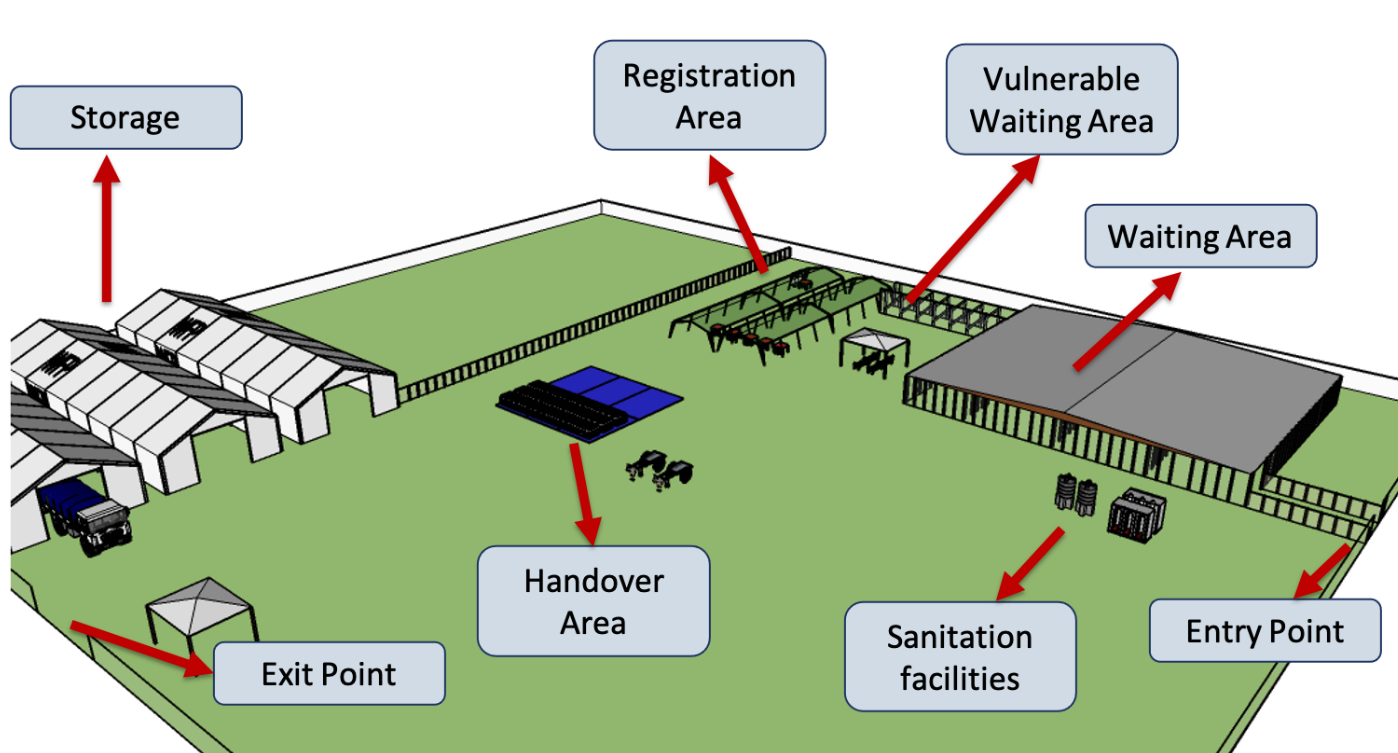 Storage
Registration
Area
Vulnerable
Waiting Area
Waiting Area
Handover
Area
Sanitation
facilities
Entry Point
Exit Point